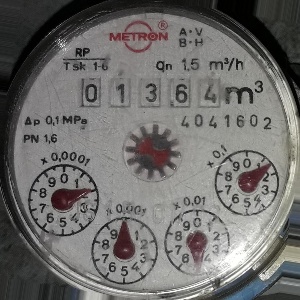 METRON
A·V
B·H
RP
Tsk 1·6
Qn 1,5 m³/h
01364 m³
Δp 0,1 MPa
4041602
PN 1,6
x 0,0001
x 0,1
x 0,001
x 0,01